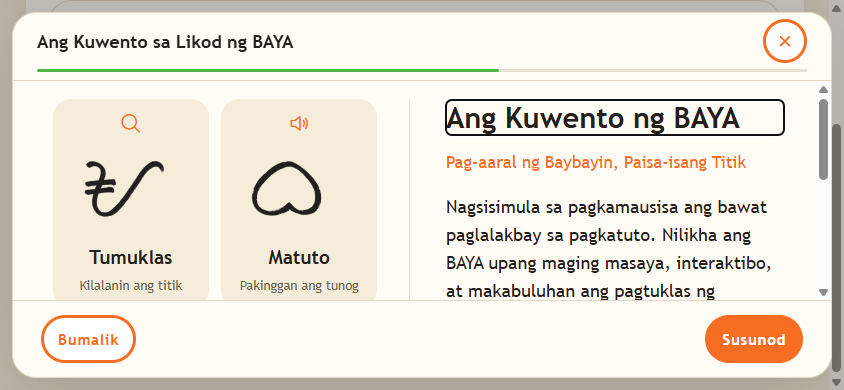 Ang Kuwento sa Likod ng BAYA
ᜀ
Tumuklas
Kilalanin ang titik
ᜊ
Matuto
Pakinggan ang tunog
Ang Kuwento ng BAYA
Pag-aaral ng Baybayin, Paisa-isang Titik
Nagsisimula sa pagkamausisa ang bawat
paglalakbay sa pagkatuto. Nilikha ang
BAYA upang maging masaya, interaktibo,
at makabuluhan ang pagtuklas ng
Bumalik
Susunod